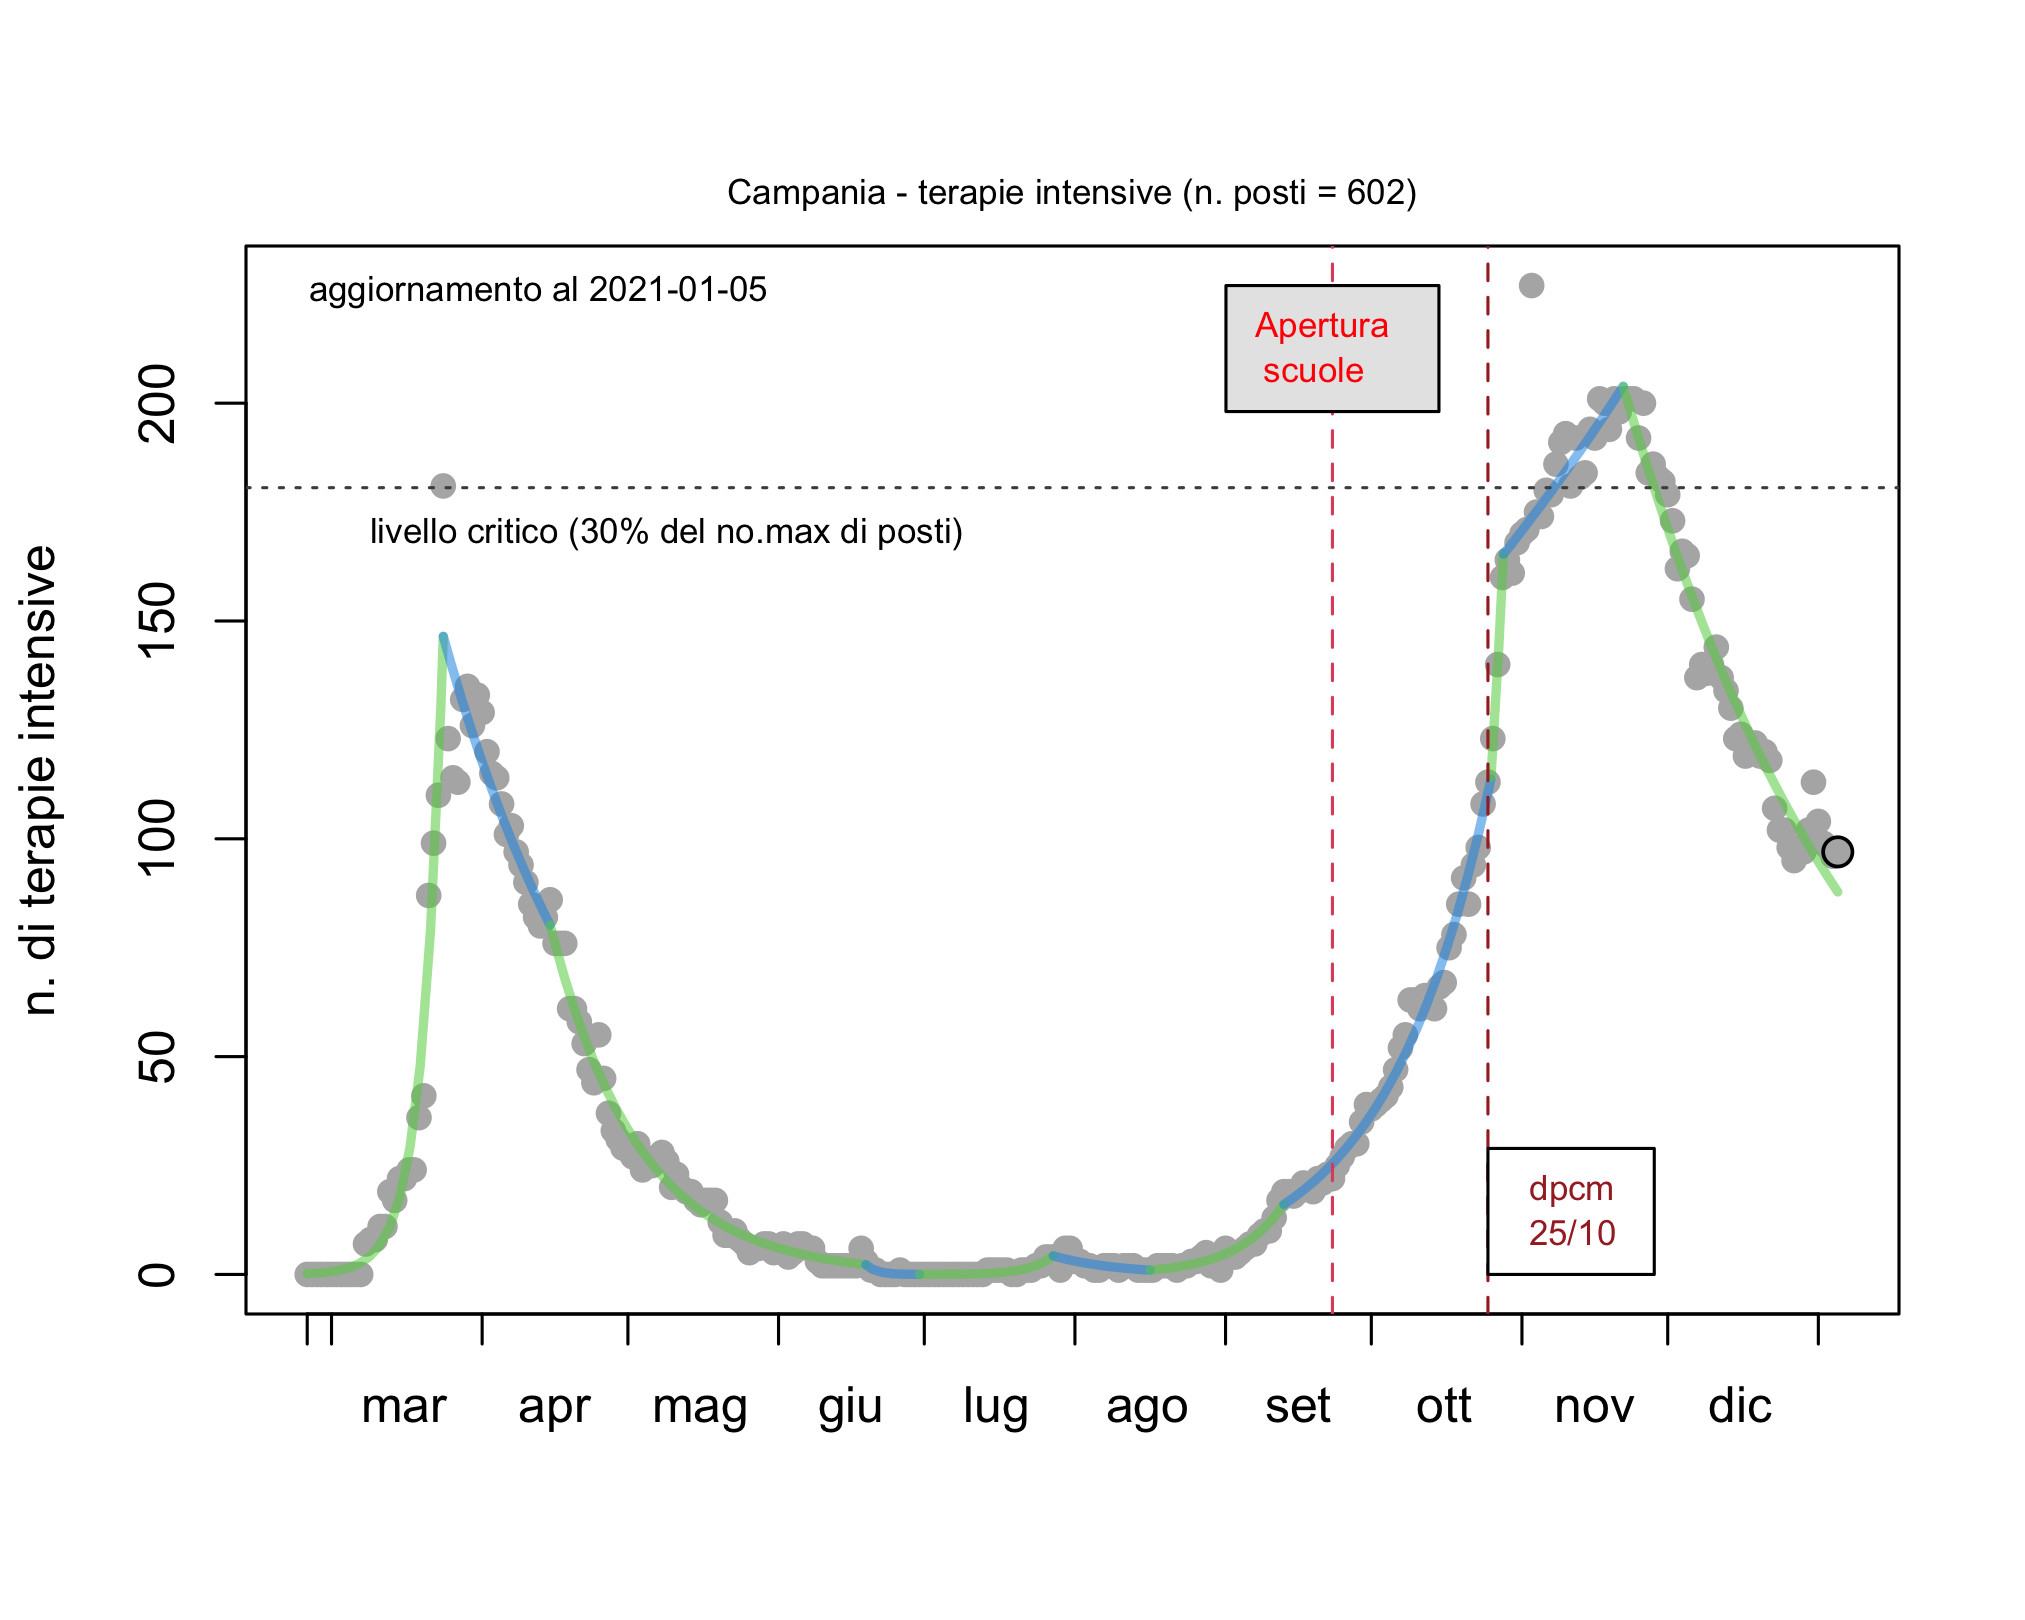 Campania - terapie intensive (n. posti = 602)
aggiornamento al 2021-01-05
Apertura
scuole
livello critico (30% del no.max di posti)
dpcm
25/10
n. di terapie intensive
200
150
100
50
0
mar apr mag giu lug ago set ott nov dic